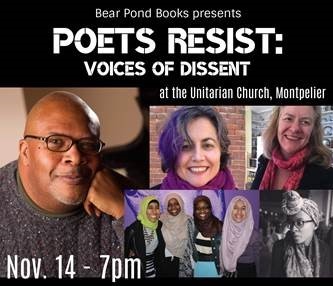 Bear Pond Books presents
POETS RESIST:
VOICES OF DISSENT
at the Unitarian Church, Montpelier
Nov. 14 - 7pm